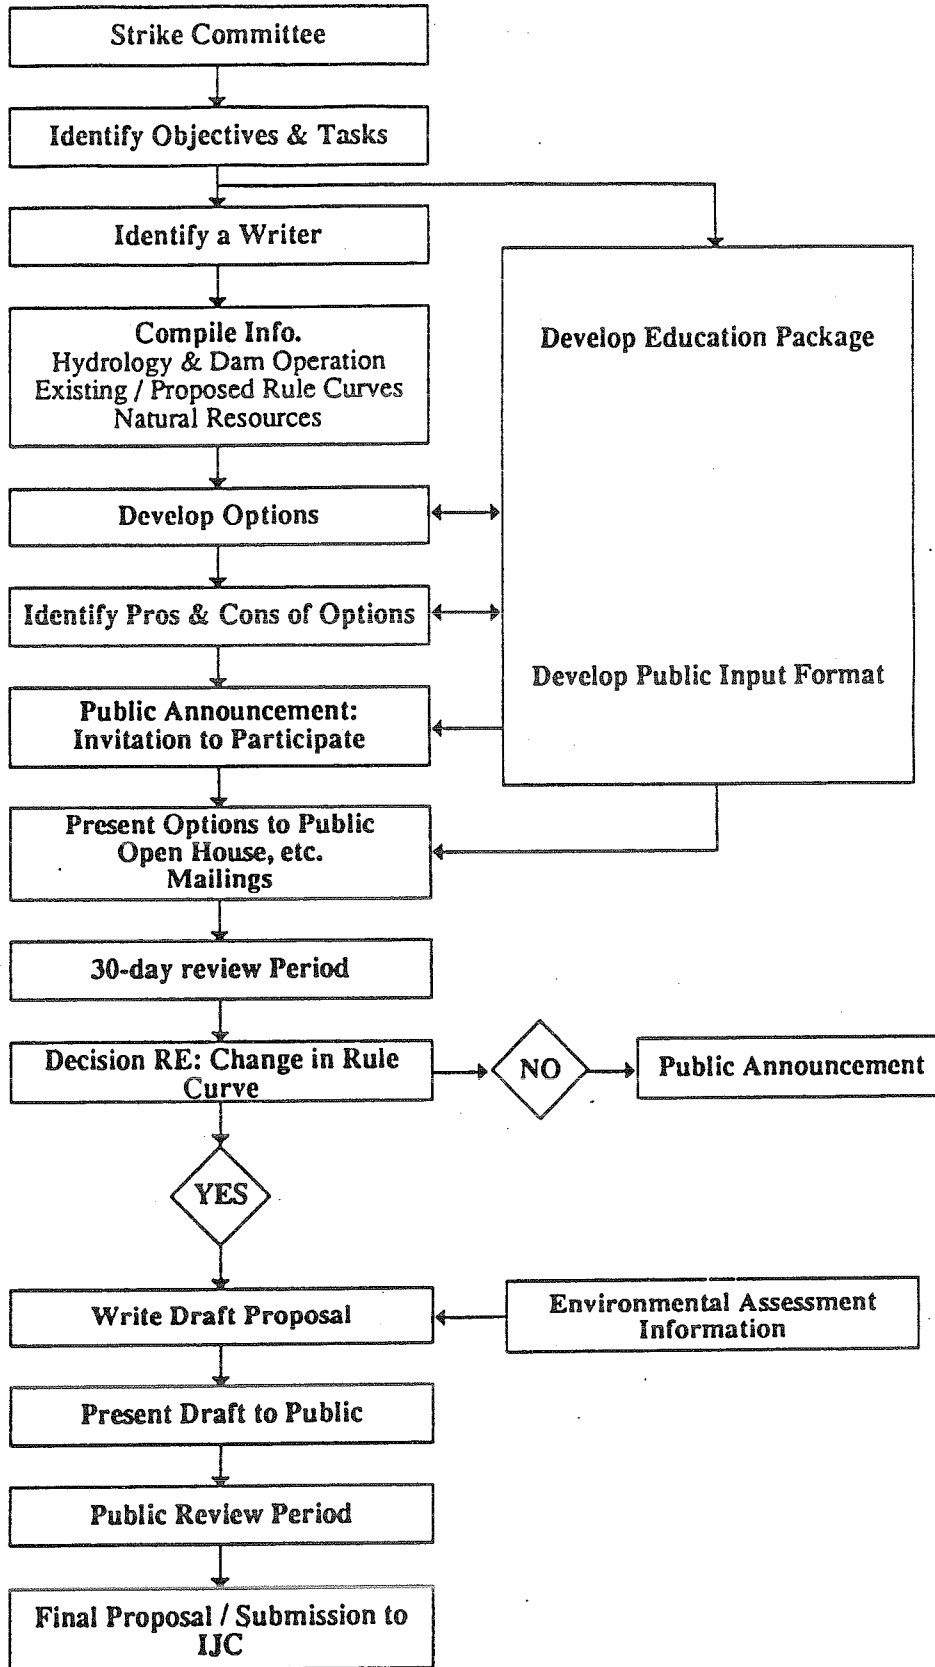 Strike Committee
Identify Objectives & Tasks
Identify a Writer
Compile Info.
Hydrology & Dam Operation
Existing / Proposed Rule Curves
Natural Resources
Develop Education Package
Develop Options
Identify Pros & Cons of Options
Develop Public Input Format
Public Announcement:
Invitation to Participate
Present Options to Public
Open House, etc.
Mailings
30-day review Period
Decision RE: Change in Rule
Curve
NO
Public Announcement
YES
Write Draft Proposal
Environmental Assessment
Information
Present Draft to Public
Public Review Period
Final Proposal / Submission to
IJC